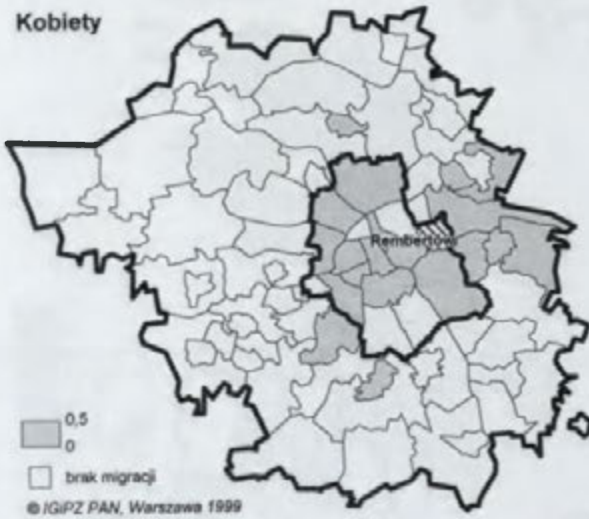 Kobiety
Rembertów
0,5
0
brak migracji
© IGiPZ PAN, Warszawa 1999